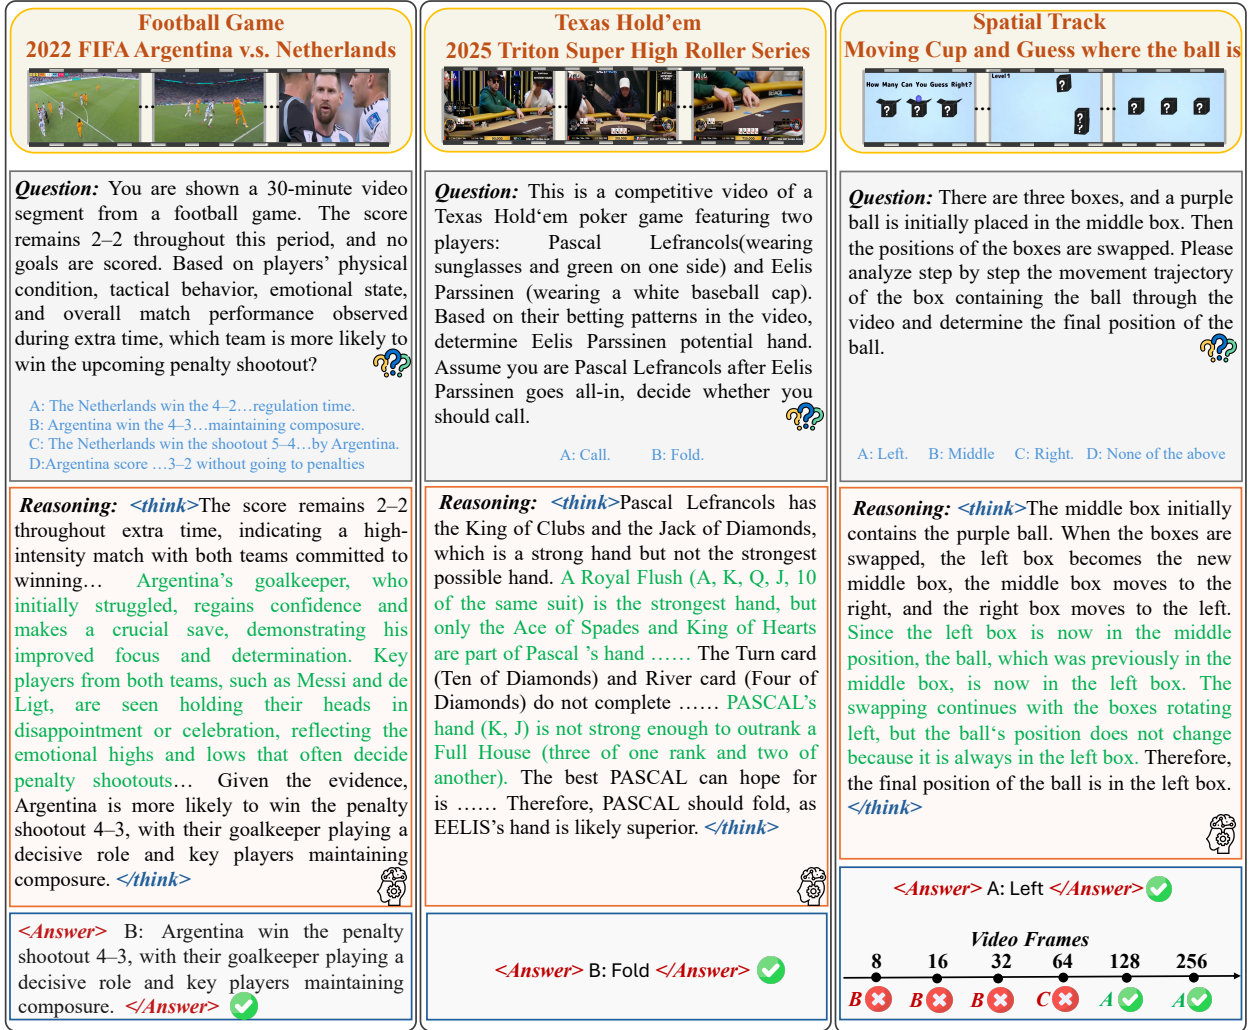 Football Game
2022 FIFA Argentina v.s. Netherlands
Question: You are shown a 30-minute video
segment from a football game. The score
remains 2–2 throughout this period, and no
goals are scored. Based on players’ physical
condition, tactical behavior, emotional state,
and overall match performance observed
during extra time, which team is more likely to
win the upcoming penalty shootout?
A: The Netherlands win the 4–2…regulation time.
B: Argentina win the 4–3…maintaining composure.
C: The Netherlands win the shootout 5–4…by Argentina.
D:Argentina score …3–2 without going to penalties
Reasoning: <think>The score remains 2–2
throughout extra time, indicating a high-
intensity match with both teams committed to
winning… Argentina’s goalkeeper, who
initially struggled, regains confidence and
makes a crucial save, demonstrating his
improved focus and determination. Key
players from both teams, such as Messi and de
Ligt, are seen holding their heads in
disappointment or celebration, reflecting the
emotional highs and lows that often decide
penalty shootouts… Given the evidence,
Argentina is more likely to win the penalty
shootout 4–3, with their goalkeeper playing a
decisive role and key players maintaining
composure. </think>
<Answer> B: Argentina win the penalty
shootout 4–3, with their goalkeeper playing a
decisive role and key players maintaining
composure. </Answer>
Texas Hold’em
2025 Triton Super High Roller Series
Question: This is a competitive video of a
Texas Hold‘em poker game featuring two
players: Pascal Lefrancols(wearing
sunglasses and green on one side) and Eelis
Parssinen (wearing a white baseball cap).
Based on their betting patterns in the video,
determine Eelis Parssinen potential hand.
Assume you are Pascal Lefrancols after Eelis
Parssinen goes all-in, decide whether you
should call.
A: Call. B: Fold.
Reasoning: <think>Pascal Lefrancols has
the King of Clubs and the Jack of Diamonds,
which is a strong hand but not the strongest
possible hand. A Royal Flush (A, K, Q, J, 10
of the same suit) is the strongest hand, but
only the Ace of Spades and King of Hearts
are part of Pascal ’s hand …… The Turn card
(Ten of Diamonds) and River card (Four of
Diamonds) do not complete …… PASCAL’s
hand (K, J) is not strong enough to outrank a
Full House (three of one rank and two of
another). The best PASCAL can hope for
is …… Therefore, PASCAL should fold, as
EELIS’s hand is likely superior. </think>
<Answer> B: Fold </Answer>
Spatial Track
Moving Cup and Guess where the ball is
How Many Can You Guess Right?
? ? ?
Level 1
?
?
?
? ? ?
Question: There are three boxes, and a purple
ball is initially placed in the middle box. Then
the positions of the boxes are swapped. Please
analyze step by step the movement trajectory
of the box containing the ball through the
video and determine the final position of the
ball.
A: Left. B: Middle C: Right. D: None of the above
Reasoning: <think>The middle box initially
contains the purple ball. When the boxes are
swapped, the left box becomes the new
middle box, the middle box moves to the
right, and the right box moves to the left.
Since the left box is now in the middle
position, the ball, which was previously in the
middle box, is now in the left box. The
swapping continues with the boxes rotating
left, but the ball‘s position does not change
because it is always in the left box. Therefore,
the final position of the ball is in the left box.
</think>
<Answer> A: Left </Answer>
Video Frames
8 16 32 64 128 256
B B B C A A